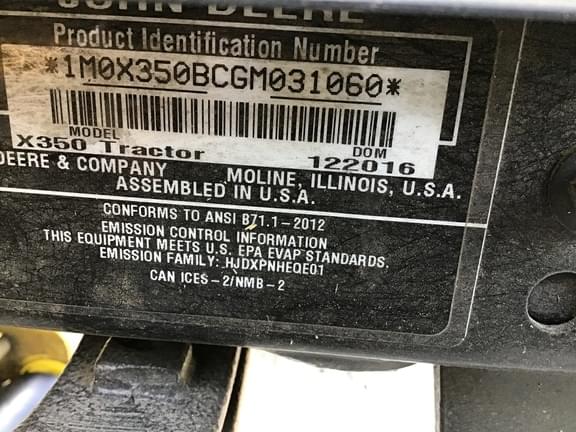 JOHN DEERE
Product Identification Number
*1M0X350BCGM031060*
MODEL DOM
X350 Tractor 122016
DEERE & COMPANY MOLINE, ILLINOIS, U.S.A.
ASSEMBLED IN U.S.A.
CONFORMS TO ANSI B71.1-2012
EMISSION CONTROL INFORMATION
THIS EQUIPMENT MEETS U.S. EPA EVAP STANDARDS.
EMISSION FAMILY: HJDXPNHEQE01
CAN ICES-2/NMB-2